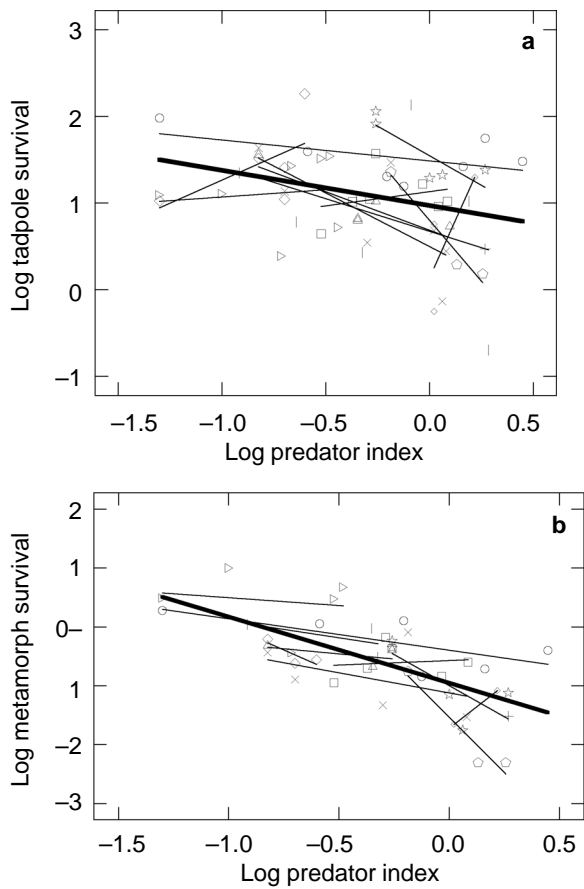 a
3
2
1
0
–1
Log tadpole survival
–1.5 –1.0 –0.5 0.0 0.5
Log predator index
b
2
1
0–
1
–2
–3
Log metamorph survival
–1.5 –1.0 –0.5 0.0 0.5
Log predator index